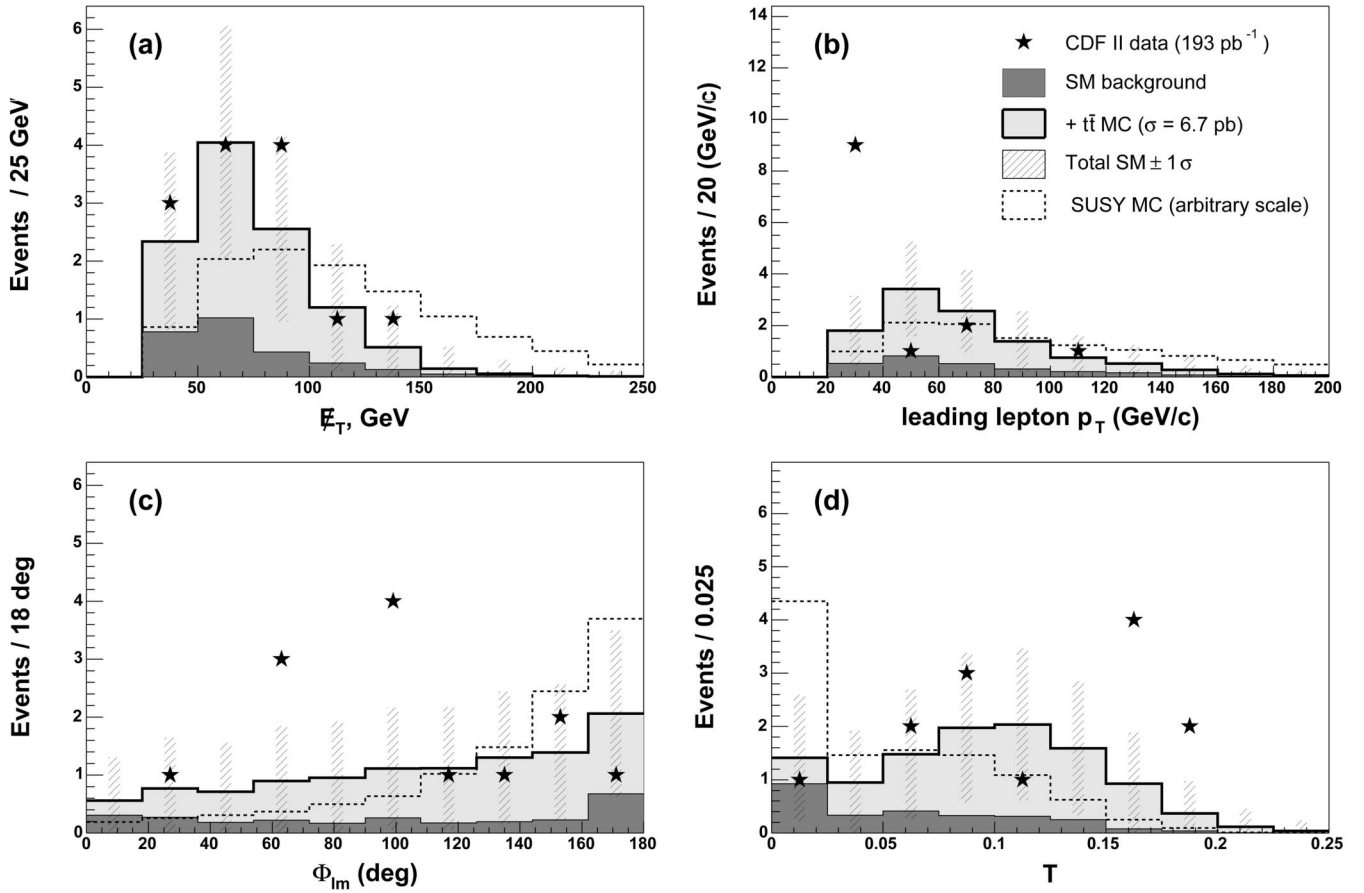 (a)
Events / 25 GeV
6
5
4
3
2
1
0
0 50 100 150 200 250
E̸_T, GeV
(b)
Events / 20 (GeV/c)
14
12
10
8
6
4
2
0
0 20 40 60 80 100 120 140 160 180 200
leading lepton p_T (GeV/c)
CDF II data (193 pb⁻¹)
SM background
+ tt̄ MC (σ = 6.7 pb)
Total SM ± 1σ
SUSY MC (arbitrary scale)
(c)
Events / 18 deg
6
5
4
3
2
1
0
0 20 40 60 80 100 120 140 160 180
Φ_lm (deg)
(d)
Events / 0.025
6
5
4
3
2
1
0
0 0.05 0.1 0.15 0.2 0.25
T